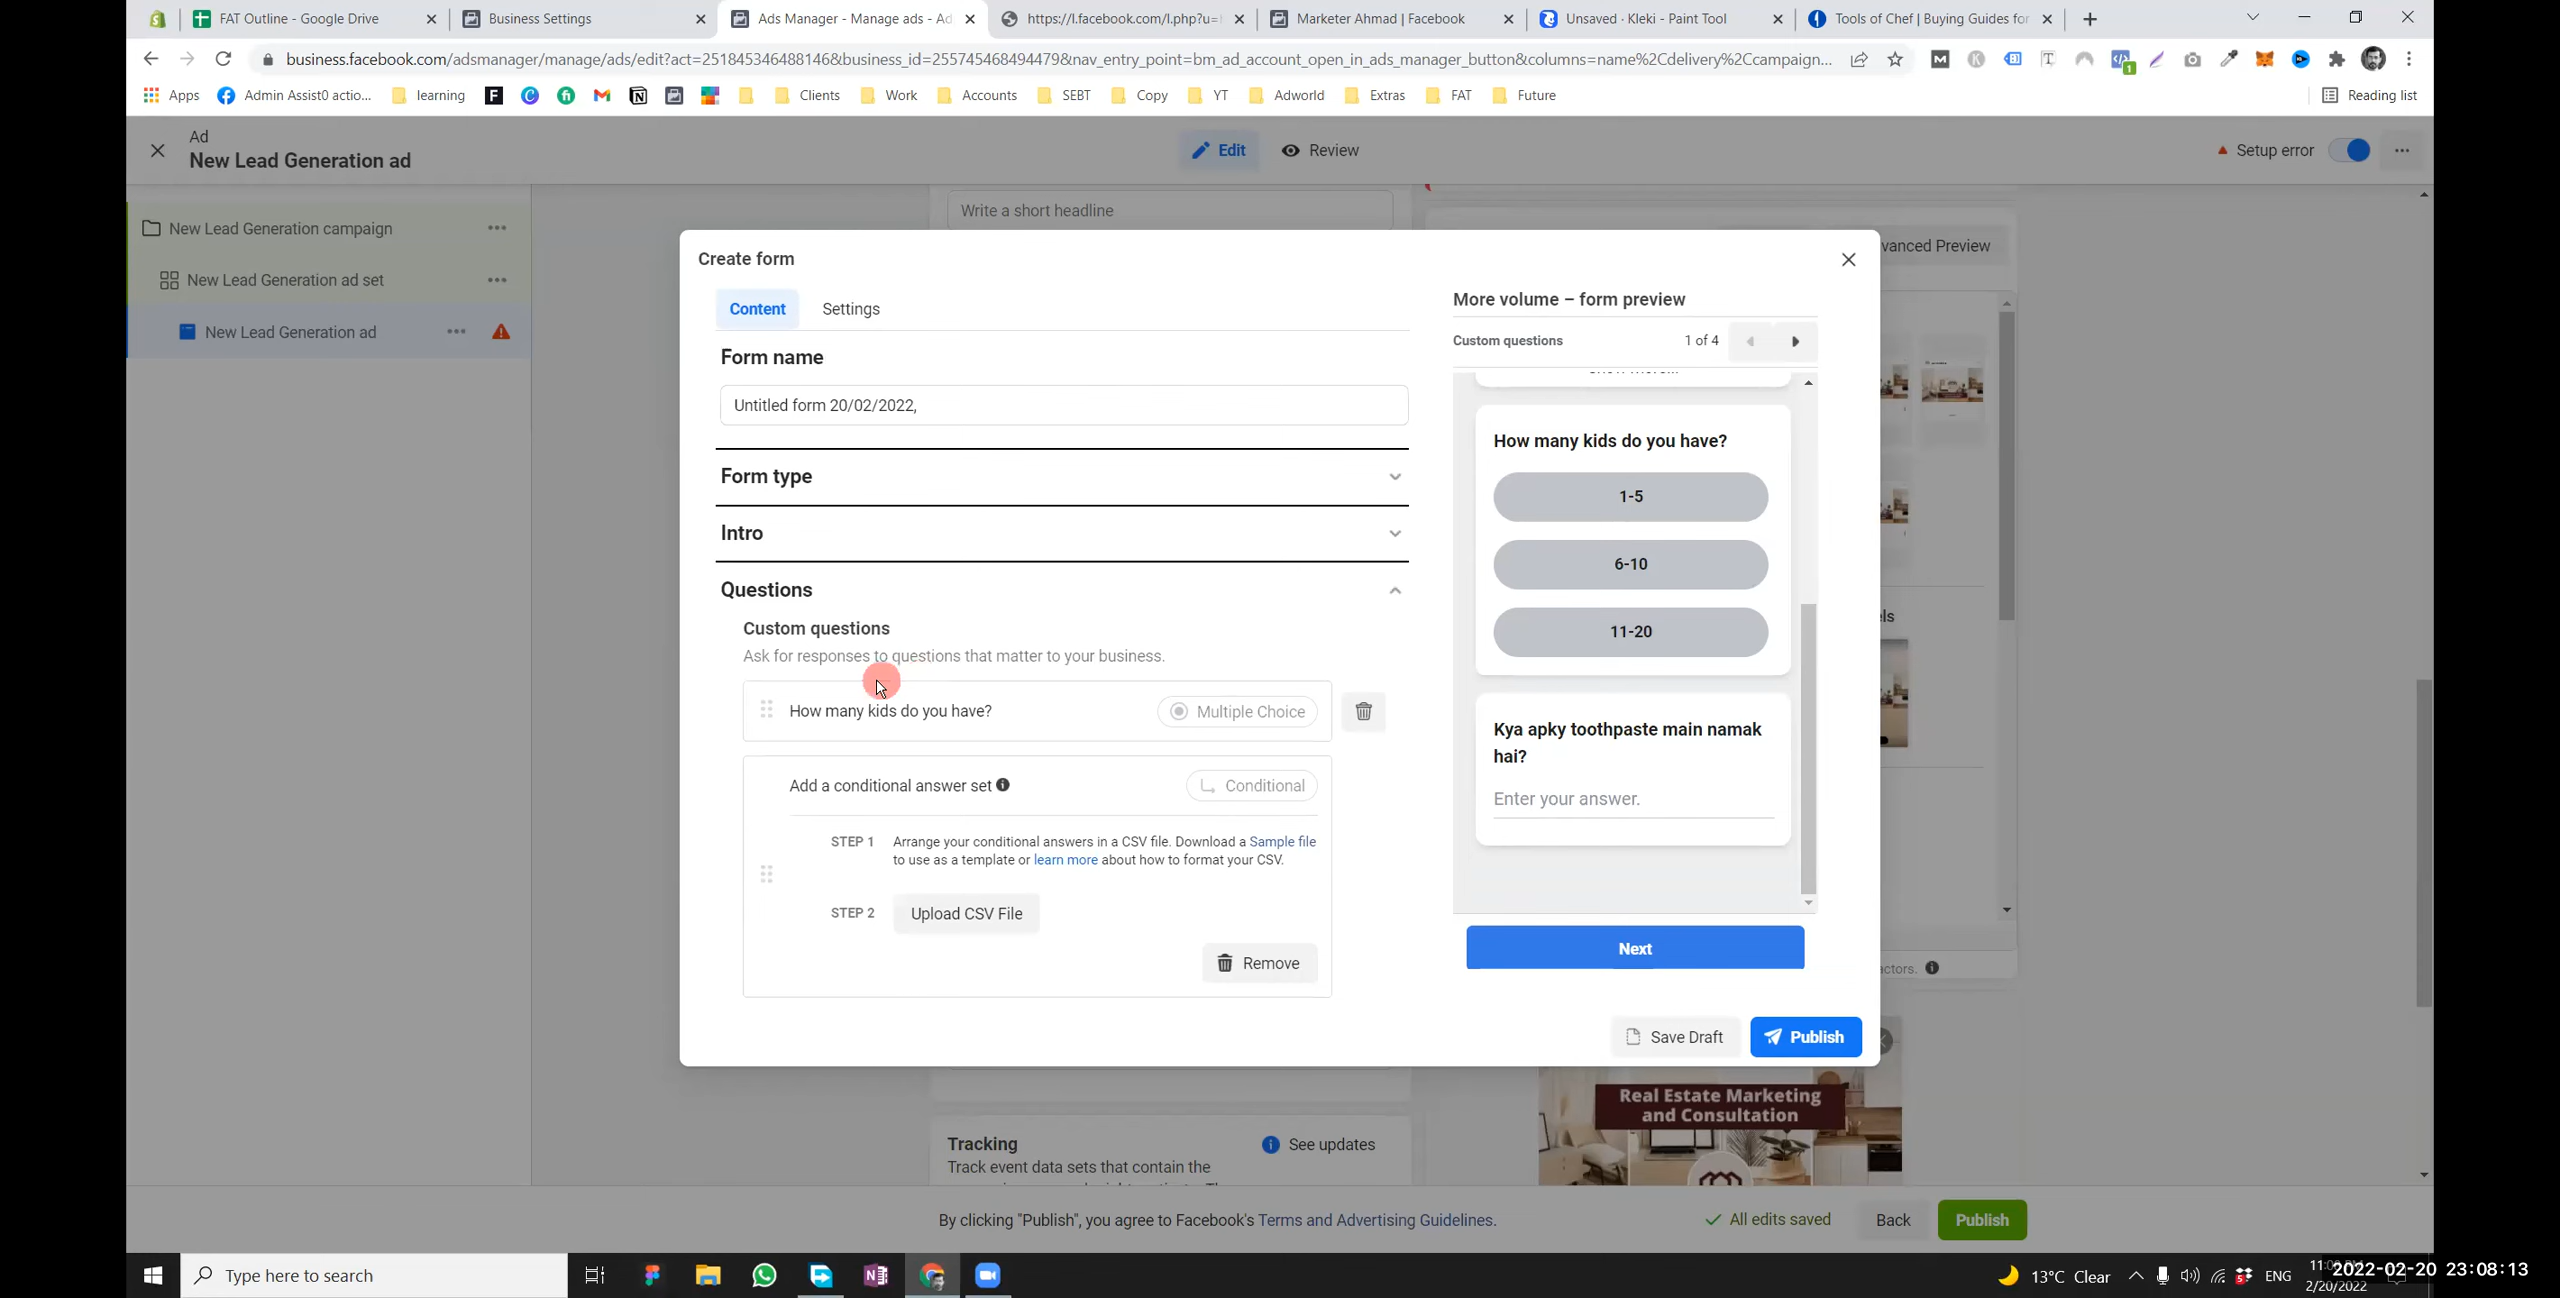 FAT Outline - Google Drive
Business Settings
Ads Manager - Manage ads - Ad
https://l.facebook.com/l.php?u=
Marketer Ahmad | Facebook
Unsaved · Kleki - Paint Tool
Tools of Chef | Buying Guides for
business.facebook.com/adsmanager/manage/ads/edit?act=251845346488146&business_id=255745468494479&nav_entry_point=bm_ad_account_open_in_ads_manager_button&columns=name%2Cdelivery%2Ccampaign...
Apps
Admin Assist0 actio...
learning
Clients
Work
Accounts
SEBT
Copy
YT
Adworld
Extras
FAT
Future
Reading list
Ad
New Lead Generation ad
Edit
Review
Setup error
New Lead Generation campaign
New Lead Generation ad set
New Lead Generation ad
Write a short headline
vanced Preview
Create form
Content
Settings
Form name
Untitled form 20/02/2022,
Form type
Intro
Questions
Custom questions
Ask for responses to questions that matter to your business.
How many kids do you have?
Multiple Choice
Add a conditional answer set
Conditional
STEP 1
Arrange your conditional answers in a CSV file. Download a Sample file
to use as a template or learn more about how to format your CSV.
STEP 2
Upload CSV File
Remove
More volume – form preview
Custom questions
1 of 4
How many kids do you have?
1-5
6-10
11-20
Kya apky toothpaste main namak
hai?
Enter your answer.
Next
Save Draft
Publish
els
actors.
Real Estate Marketing
and Consultation
Tracking
See updates
Track event data sets that contain the
By clicking "Publish", you agree to Facebook's Terms and Advertising Guidelines.
All edits saved
Back
Publish
Type here to search
13°C Clear
ENG
2/20/2022
2022-02-20 23:08:13